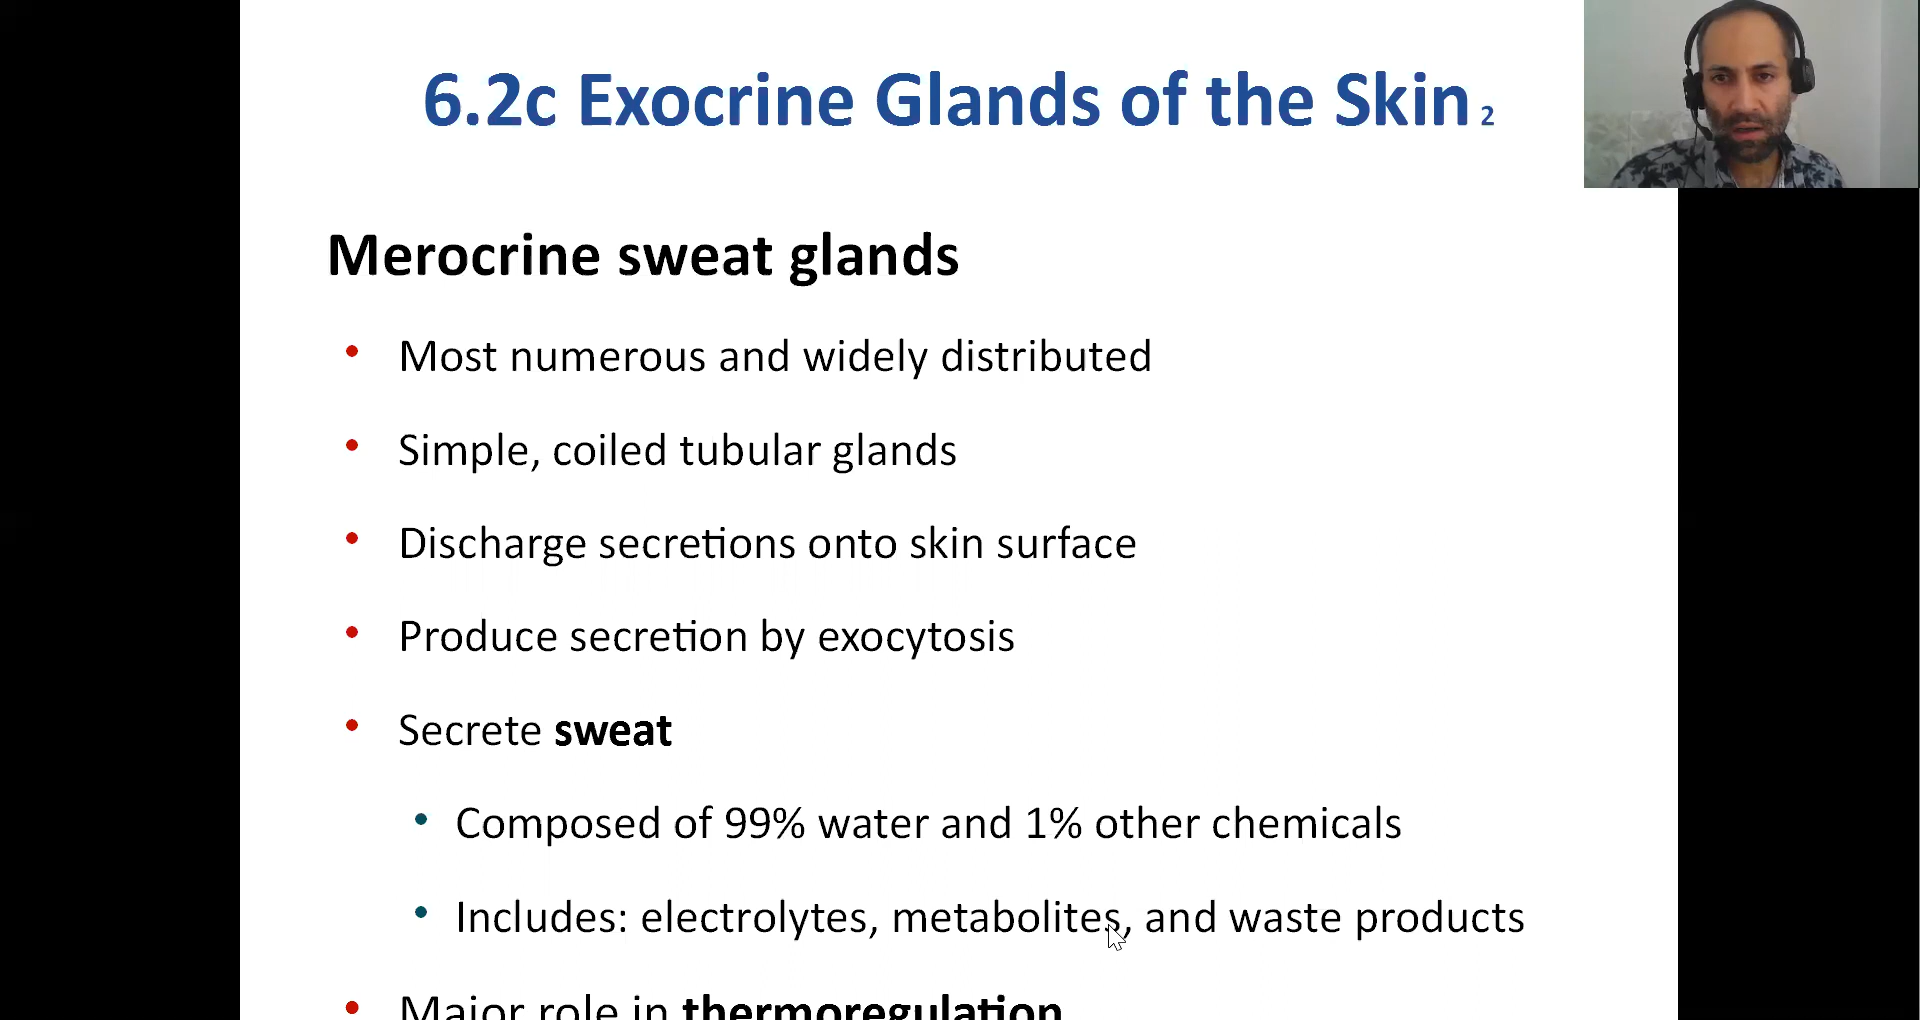 6.2c Exocrine Glands of the Skin 2
Merocrine sweat glands
• Most numerous and widely distributed
• Simple, coiled tubular glands
• Discharge secretions onto skin surface
• Produce secretion by exocytosis
• Secrete sweat
• Composed of 99% water and 1% other chemicals
• Includes: electrolytes, metabolites, and waste products
• Major role in thermoregulation